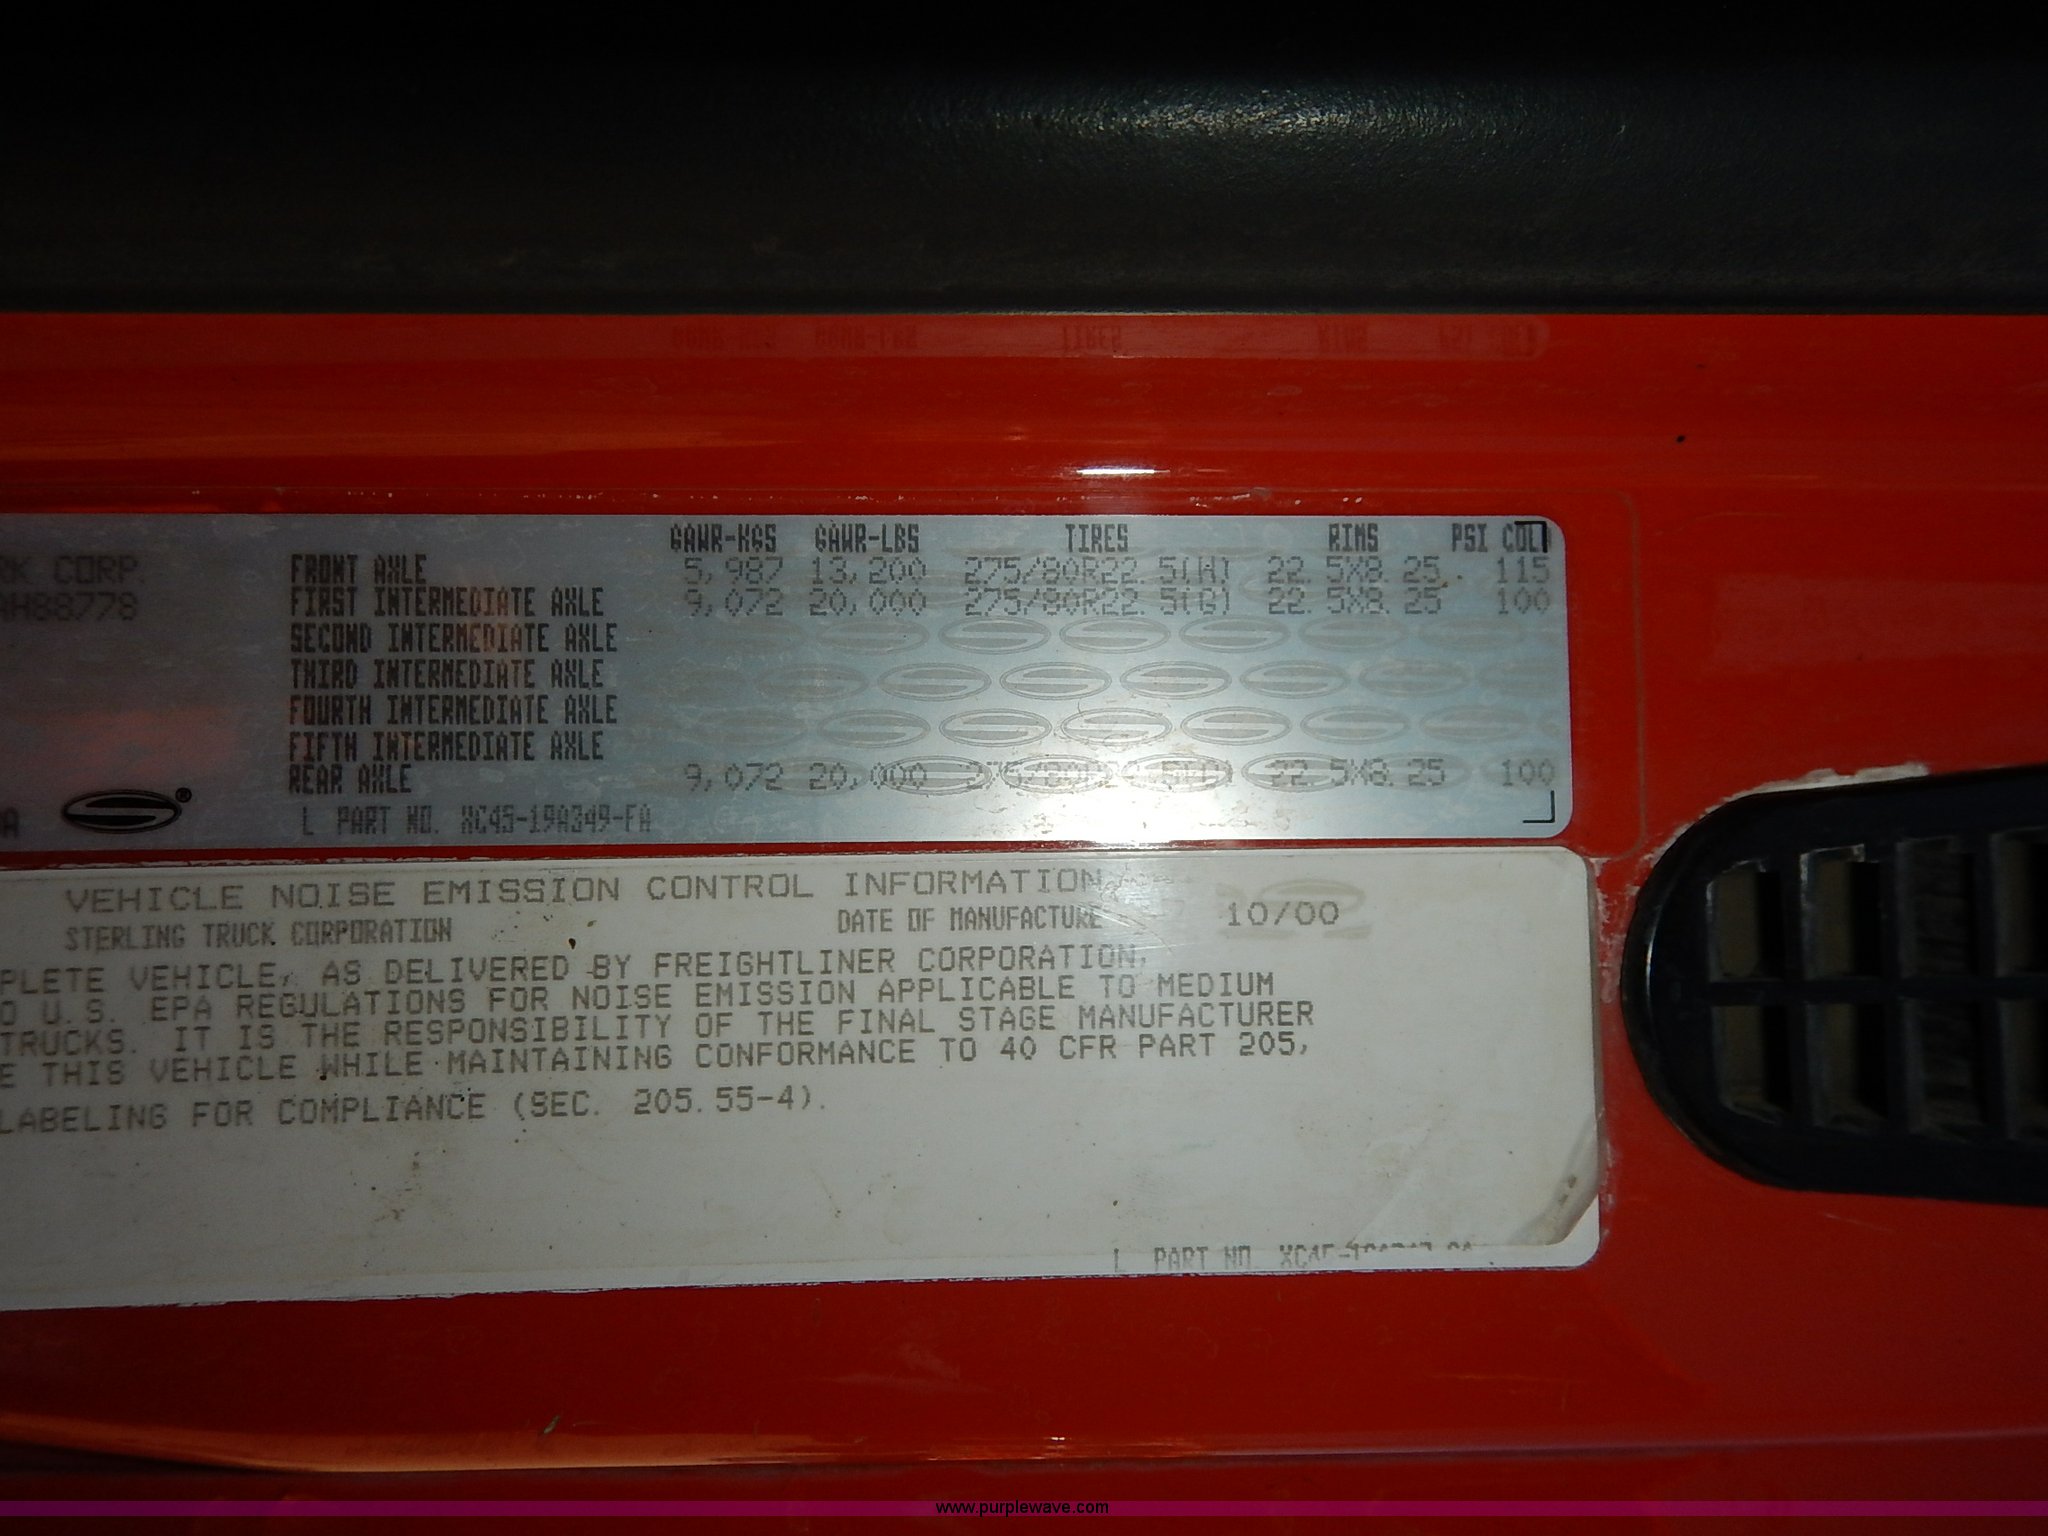 GAWR-KGS GAWR-LBS TIRES RIMS PSI COLD
RK CORP. FRONT AXLE 5,987 13,200 275/80R22.5(H) 22.5X8.25 115
AH88778 FIRST INTERMEDIATE AXLE 9,072 20,000 275/80R22.5(G) 22.5X8.25 100
SECOND INTERMEDIATE AXLE
THIRD INTERMEDIATE AXLE
FOURTH INTERMEDIATE AXLE
FIFTH INTERMEDIATE AXLE
REAR AXLE 9,072 20,000 275/80R22.5(G) 22.5X8.25 100
L PART NO. XC45-19A349-FA
VEHICLE NOISE EMISSION CONTROL INFORMATION
STERLING TRUCK CORPORATION DATE OF MANUFACTURE 10/00
PLETE VEHICLE, AS DELIVERED BY FREIGHTLINER CORPORATION,
O U.S. EPA REGULATIONS FOR NOISE EMISSION APPLICABLE TO MEDIUM
TRUCKS. IT IS THE RESPONSIBILITY OF THE FINAL STAGE MANUFACTURER
E THIS VEHICLE WHILE MAINTAINING CONFORMANCE TO 40 CFR PART 205,
LABELING FOR COMPLIANCE (SEC. 205.55-4).
L PART NO.
www.purplewave.com